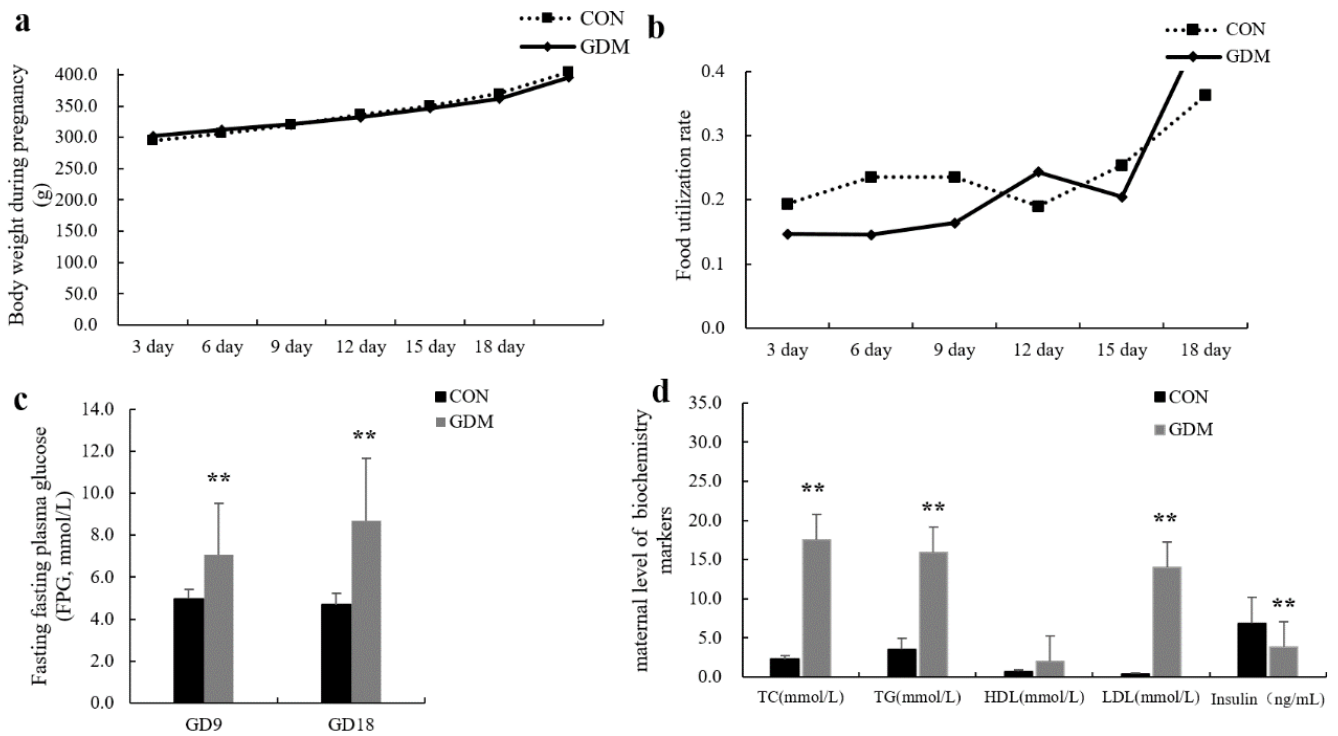 a
CON
GDM
Body weight during pregnancy
(g)
400.0
350.0
300.0
250.0
200.0
150.0
100.0
50.0
0.0
3 day 6 day 9 day 12 day 15 day 18 day
b
CON
GDM
Food utilization rate
0.4
0.3
0.2
0.1
0.0
3 day 6 day 9 day 12 day 15 day 18 day
c
CON
GDM
Fasting fasting plasma glucose
(FPG, mmol/L)
14.0
12.0
10.0
8.0
6.0
4.0
2.0
0.0
**
**
GD9 GD18
d
CON
GDM
maternal level of biochemistry
markers
35.0
30.0
25.0
20.0
15.0
10.0
5.0
0.0
**
**
**
**
TC(mmol/L) TG(mmol/L) HDL(mmol/L) LDL(mmol/L) Insulin（ng/mL)